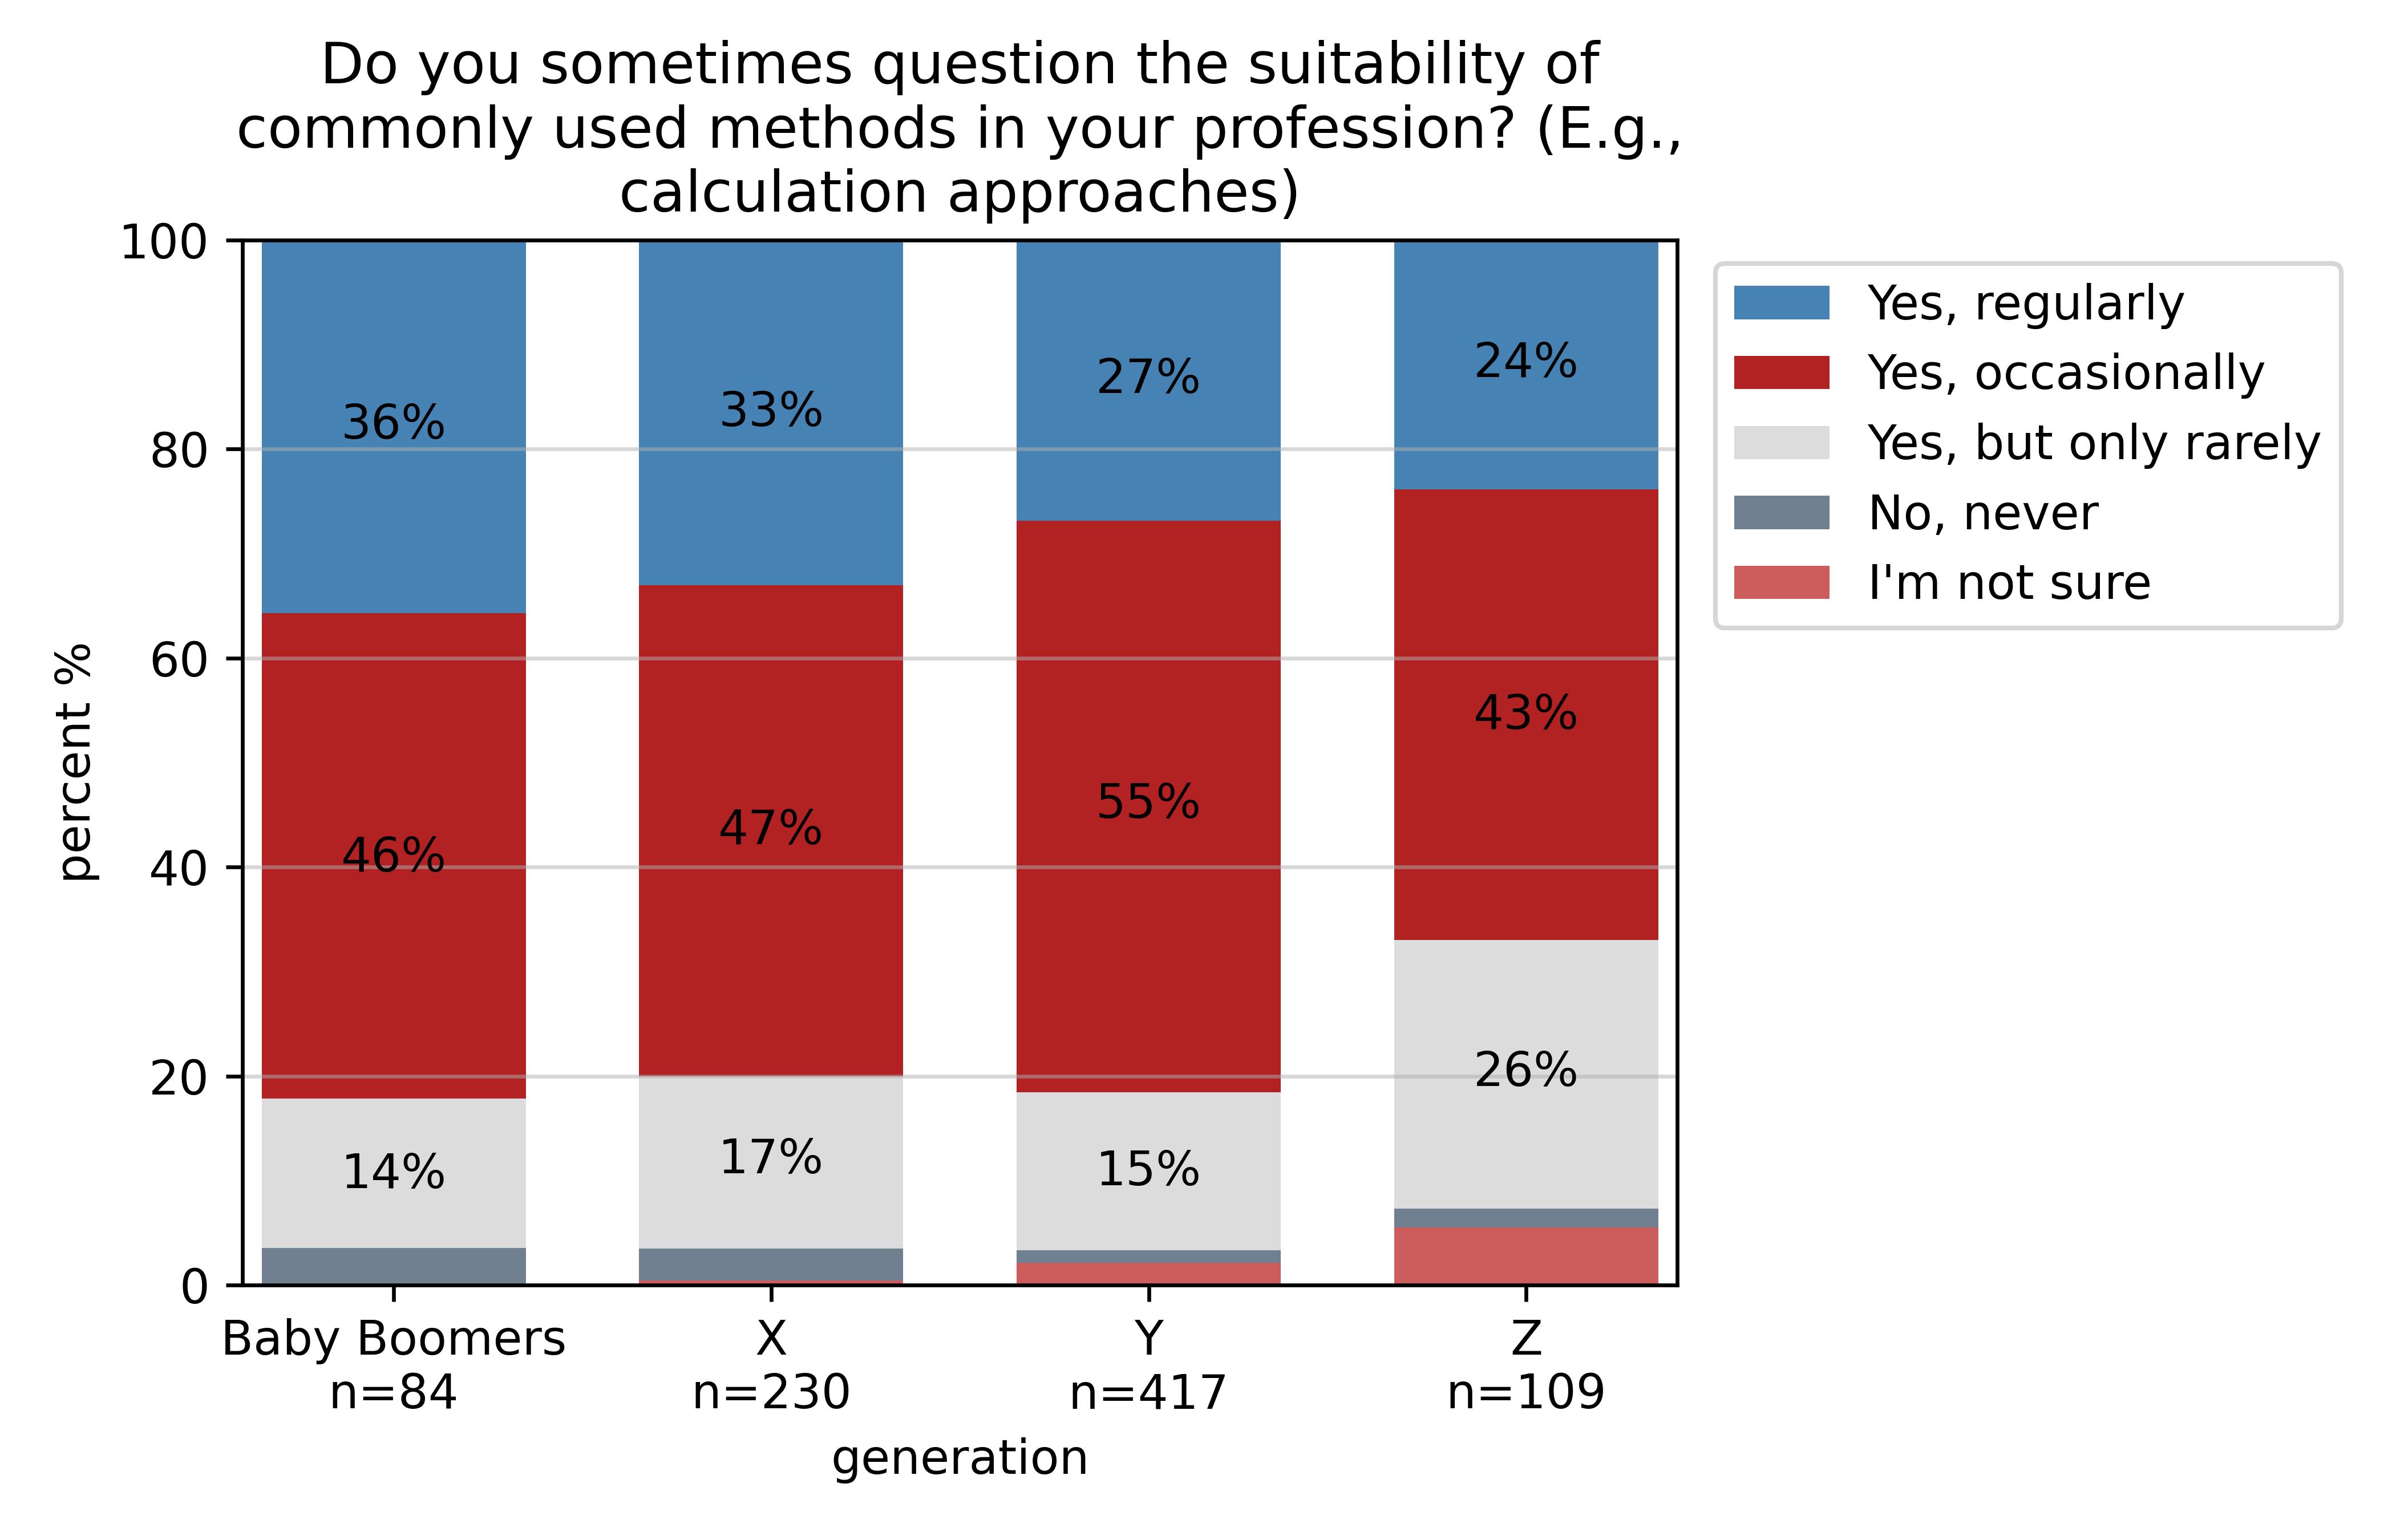 Do you sometimes question the suitability of
commonly used methods in your profession? (E.g.,
calculation approaches)
percent %
100
80
60
40
20
0
36%
46%
14%
33%
47%
17%
27%
55%
15%
24%
43%
26%
Baby Boomers
n=84
X
n=230
Y
n=417
Z
n=109
generation
Yes, regularly
Yes, occasionally
Yes, but only rarely
No, never
I'm not sure